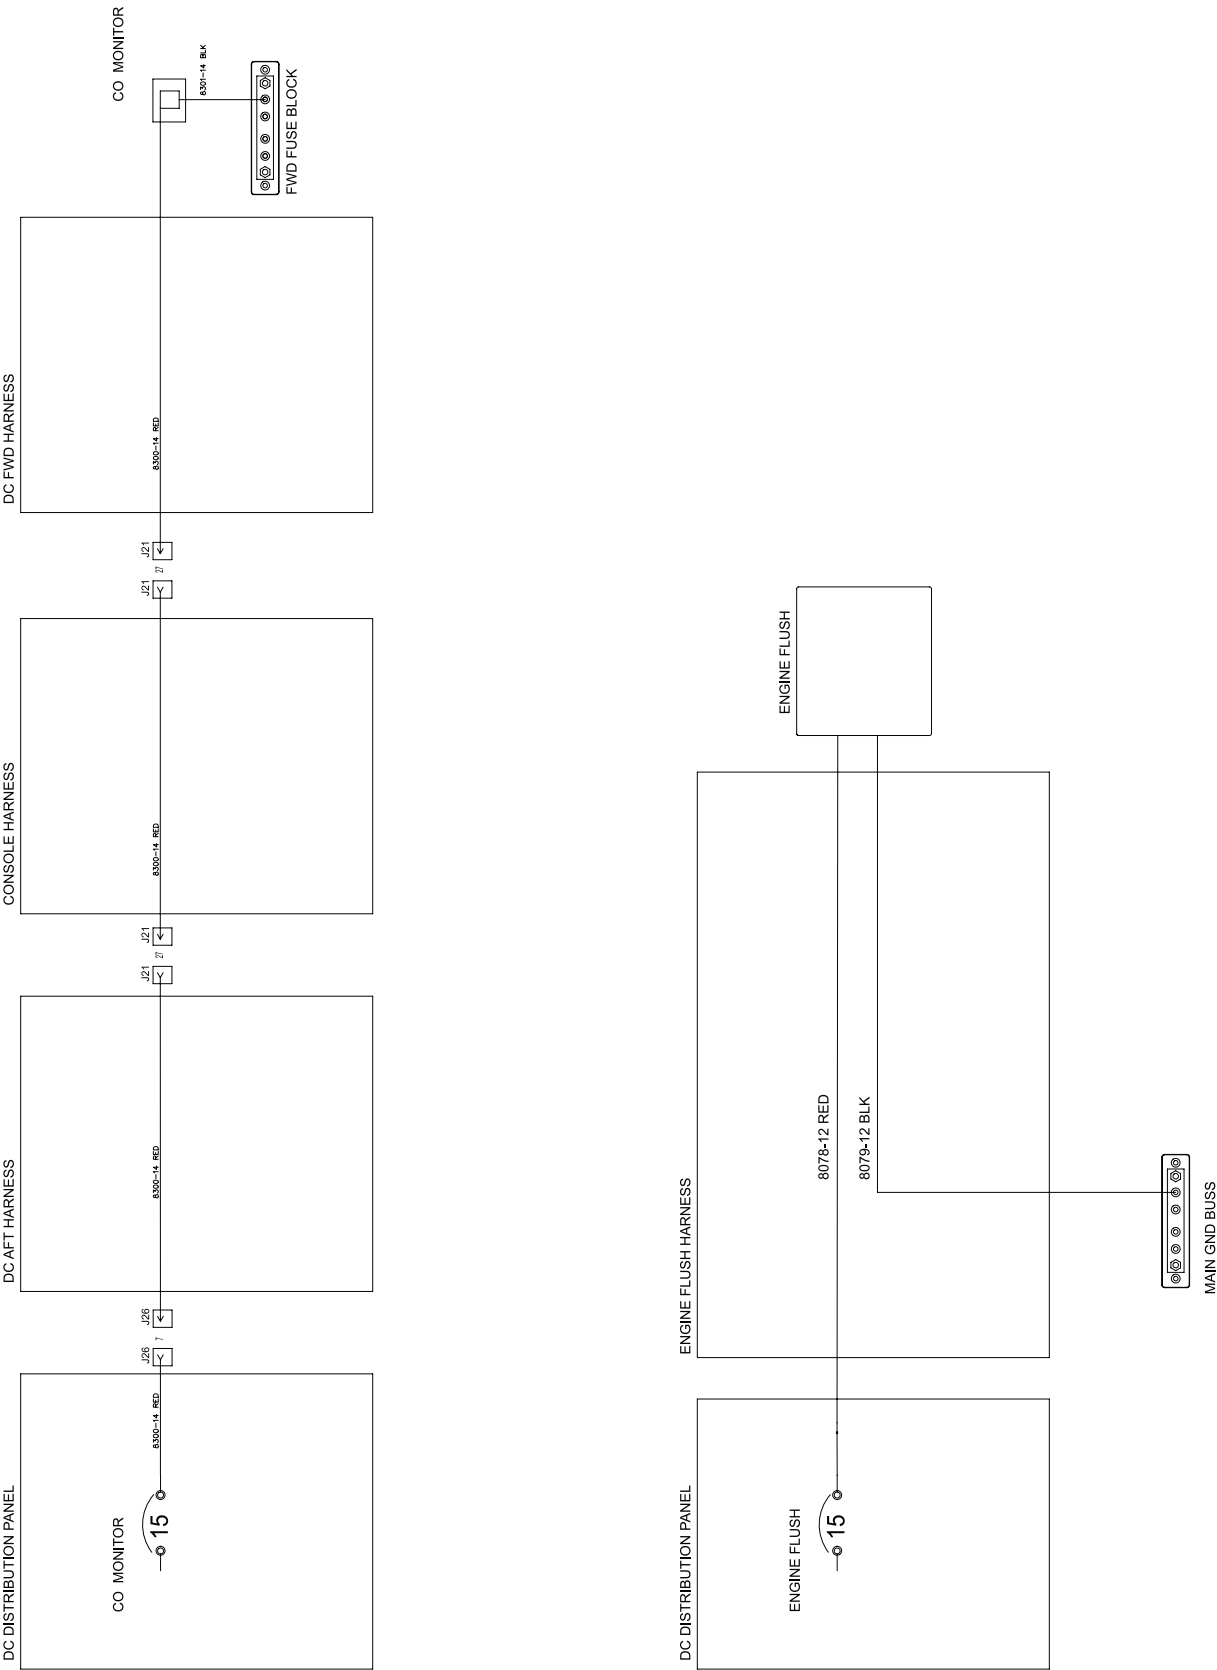 DC DISTRIBUTION PANEL
CO  MONITOR
15
8300-14 RED
J26
7
J26
DC AFT HARNESS
8300-14 RED
J21
27
J21
CONSOLE HARNESS
8300-14 RED
J21
27
J21
DC FWD HARNESS
8300-14 RED
CO  MONITOR
8301-14 BLK
FWD FUSE BLOCK
DC DISTRIBUTION PANEL
ENGINE FLUSH
15
ENGINE FLUSH HARNESS
8078-12 RED
8079-12 BLK
ENGINE FLUSH
MAIN GND BUSS